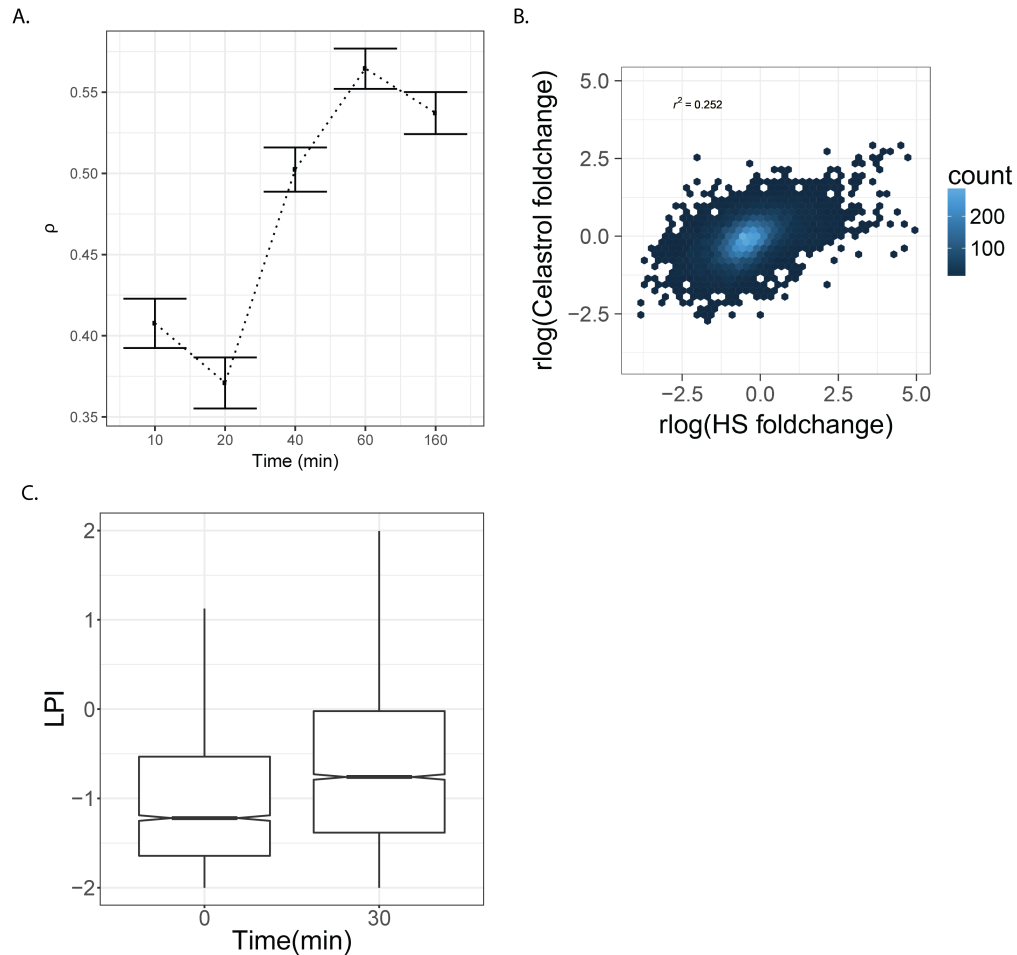 A.
0.55
0.50
0.45
0.40
0.35
ρ
10 20 40 60 160
Time (min)
B.
5.0
2.5
0.0
−2.5
rlog(Celastrol foldchange)
r² = 0.252
−2.5 0.0 2.5 5.0
rlog(HS foldchange)
count
200
100
C.
2
1
0
−1
−2
LPI
0 30
Time(min)